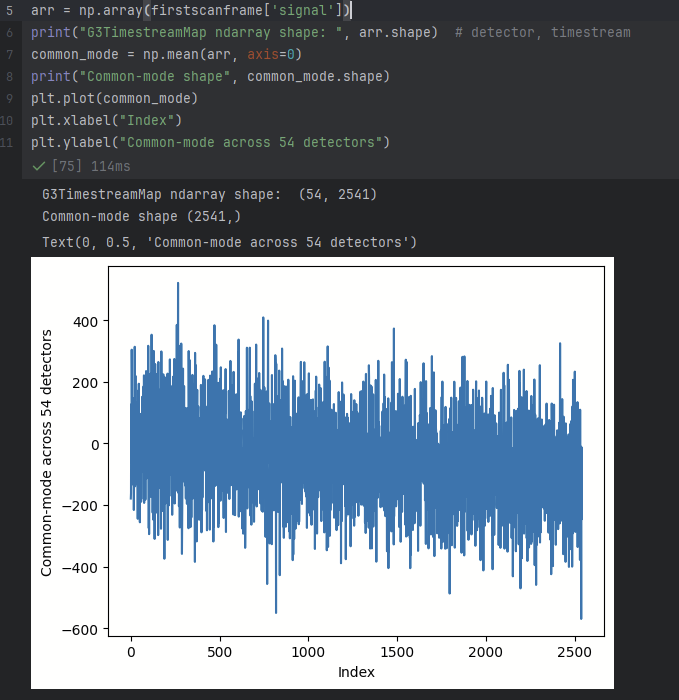 5 arr = np.array(firstscanframe['signal'])
6 print("G3TimestreamMap ndarray shape: ", arr.shape)  # detector, timestream
7 common_mode = np.mean(arr, axis=0)
8 print("Common-mode shape", common_mode.shape)
9 plt.plot(common_mode)
10 plt.xlabel("Index")
11 plt.ylabel("Common-mode across 54 detectors")
[75] 114ms
G3TimestreamMap ndarray shape:  (54, 2541)
Common-mode shape (2541,)
Text(0, 0.5, 'Common-mode across 54 detectors')
Common-mode across 54 detectors
400
200
0
−200
−400
−600
0 500 1000 1500 2000 2500
Index